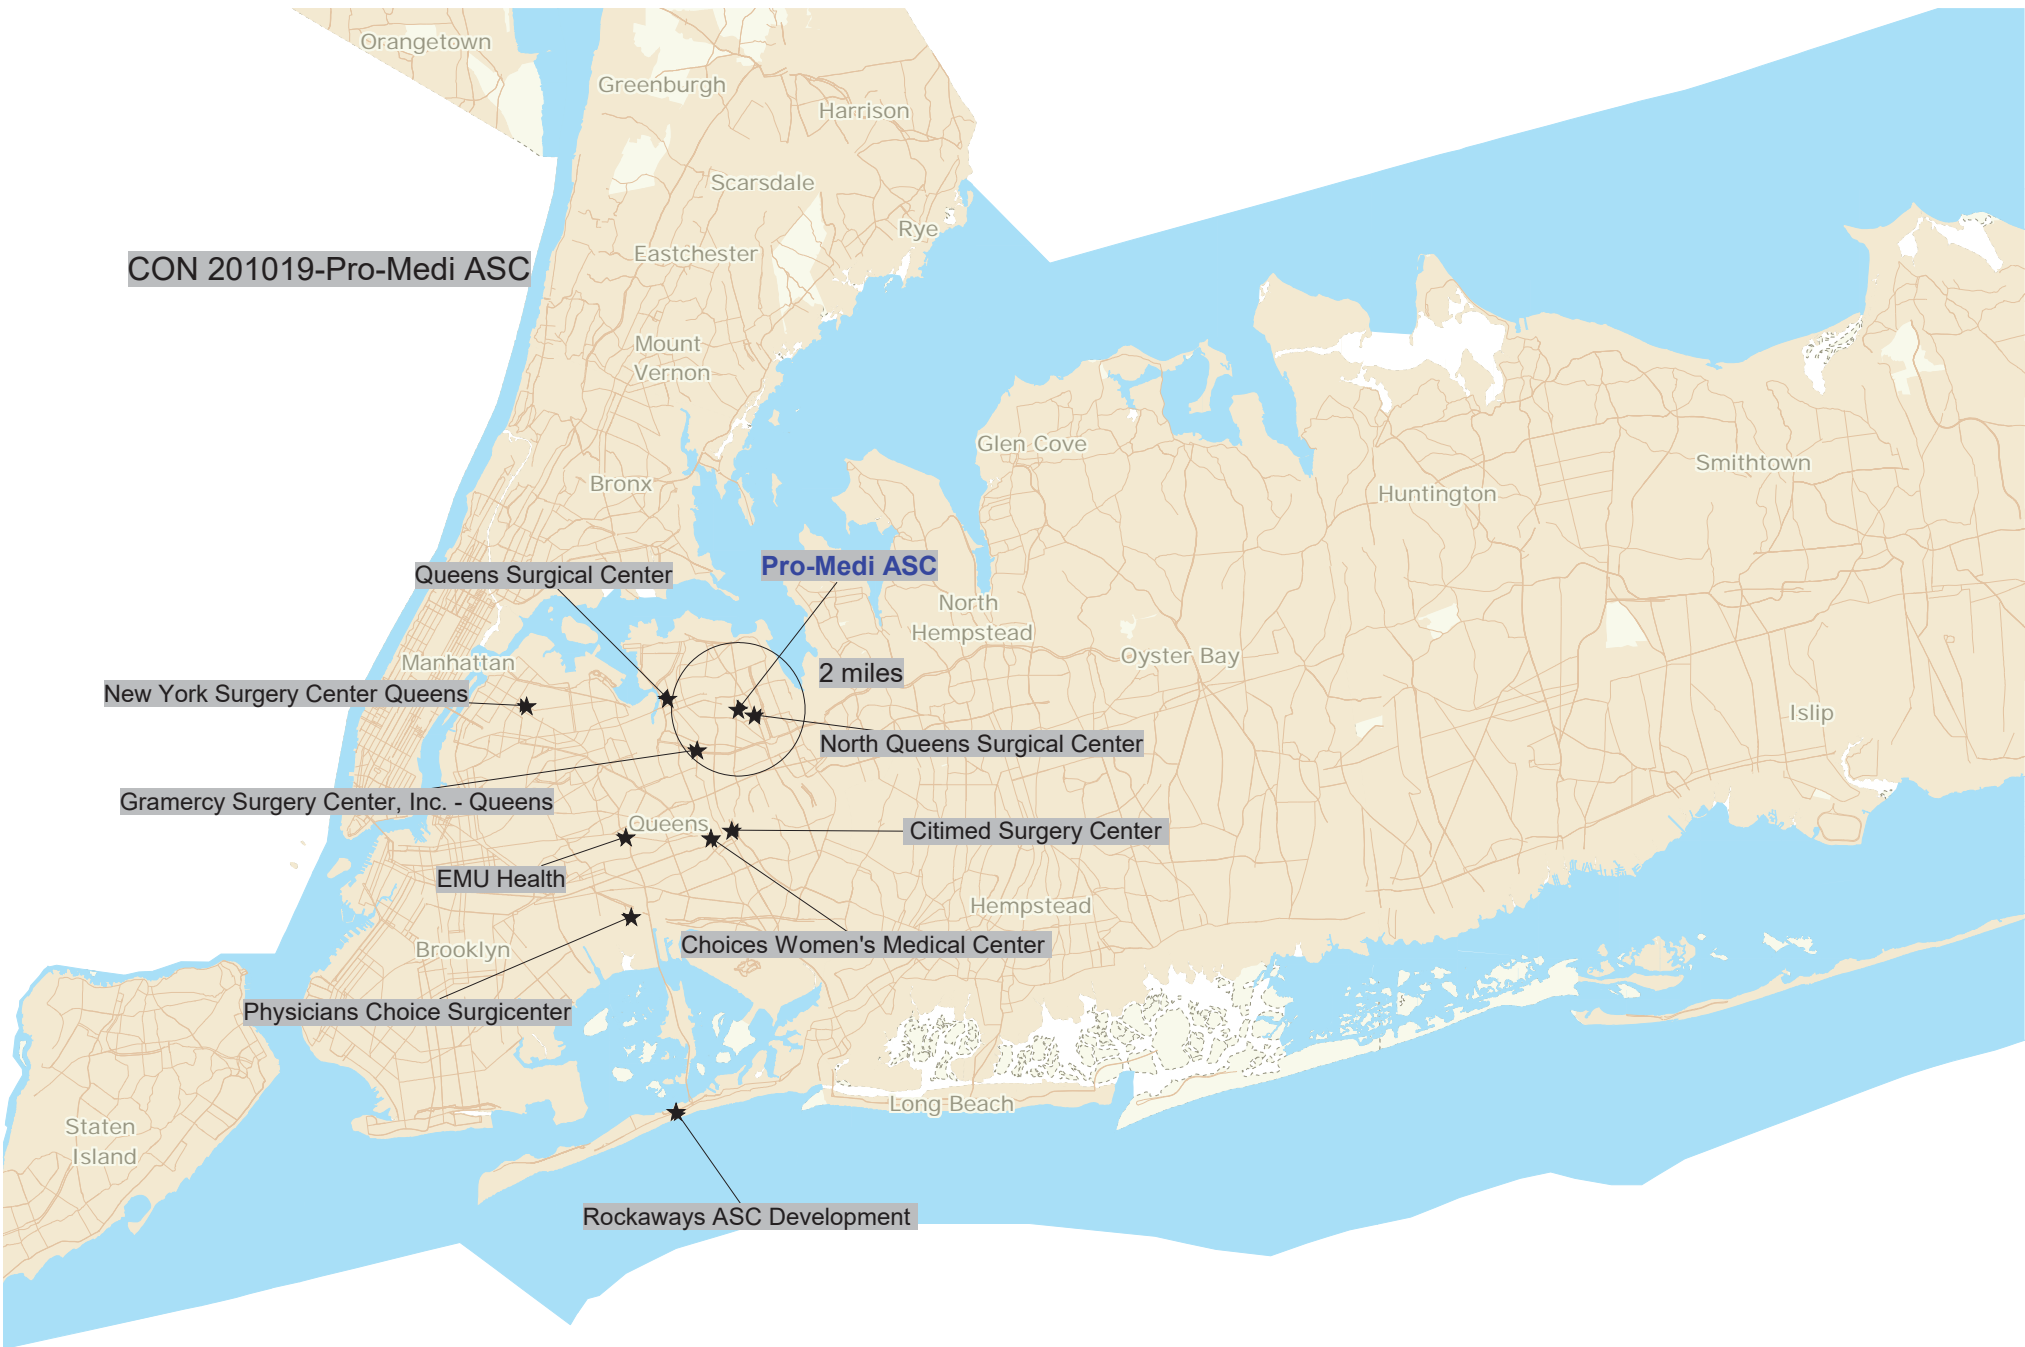 Orangetown
Greenburgh
Harrison
Scarsdale
Rye
Eastchester
CON 201019-Pro-Medi ASC
Mount
Vernon
Glen Cove
Smithtown
Bronx
Huntington
Pro-Medi ASC
Queens Surgical Center
North
Hempstead
Manhattan
Oyster Bay
2 miles
New York Surgery Center Queens
Islip
North Queens Surgical Center
Gramercy Surgery Center, Inc. - Queens
Queens
Citimed Surgery Center
EMU Health
Hempstead
Choices Women's Medical Center
Brooklyn
Physicians Choice Surgicenter
Long Beach
Staten
Island
Rockaways ASC Development